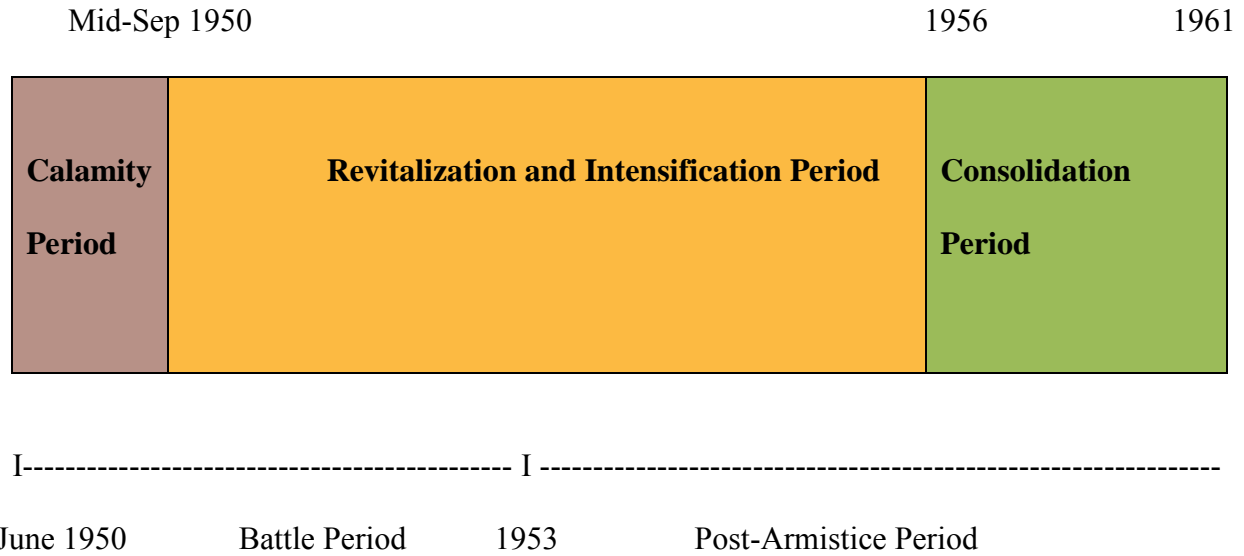 Mid-Sep 1950 1956 1961
Calamity Revitalization and Intensification Period Consolidation
Period Period
I---------------------------------------------- I ----------------------------------------------------------------
June 1950 Battle Period 1953 Post-Armistice Period